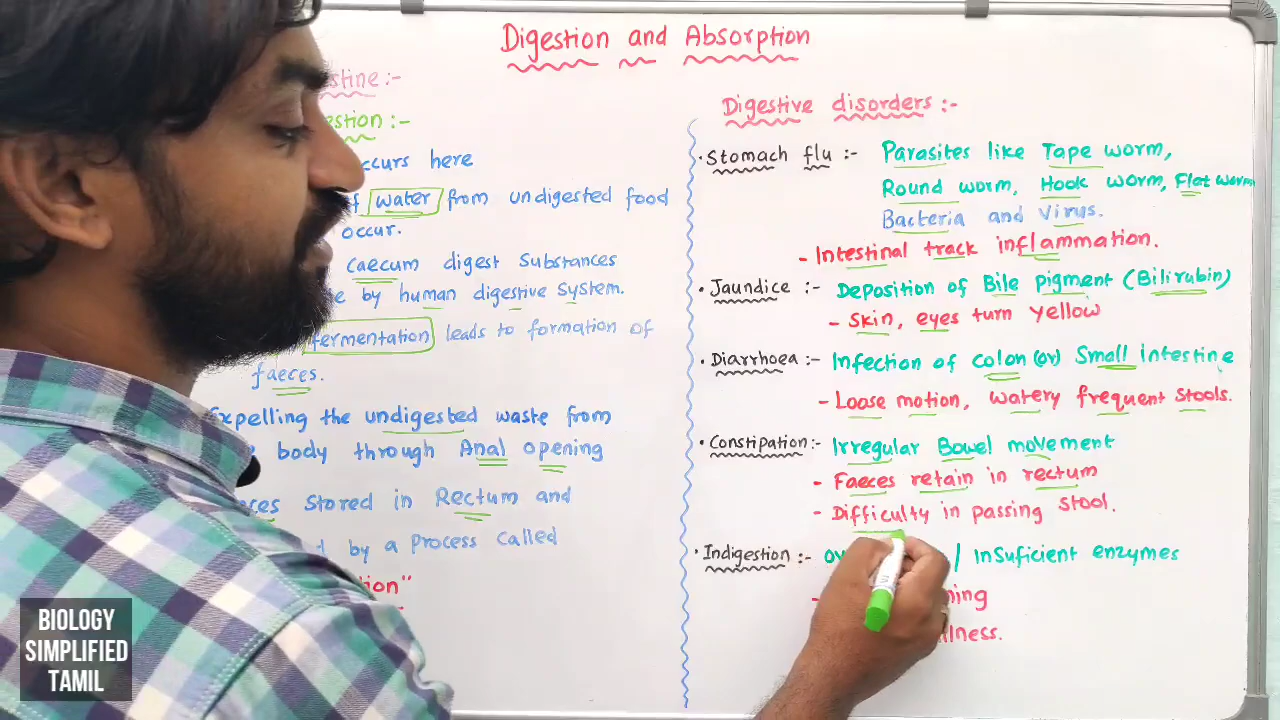 Digestion and Absorption
stine :-
stion :-
ccurs here
water from undigested food
occur.
Caecum digest Substances
by human digestive System.
fermentation leads to formation of
faeces.
Expelling the undigested waste from
body through Anal opening
ces Stored in Rectum and
by a Process Called
ion"
Digestive disorders :-
• Stomach flu :- Parasites like Tape worm,
Round worm, Hook worm, Flat worm
Bacteria and Virus.
- Intestinal track inflammation.
• Jaundice :- Deposition of Bile pigment (Bilirubin)
- Skin, eyes turn Yellow
• Diarrhoea :- Infection of colon (or) Small intestine
- Loose motion, watery frequent Stools.
• Constipation :- Irregular Bowel movement
- Faeces retain in rectum
- Difficulty in passing Stool.
• Indigestion :- / Insuficient enzymes
ning
lness.
BIOLOGY
SIMPLIFIED
TAMIL